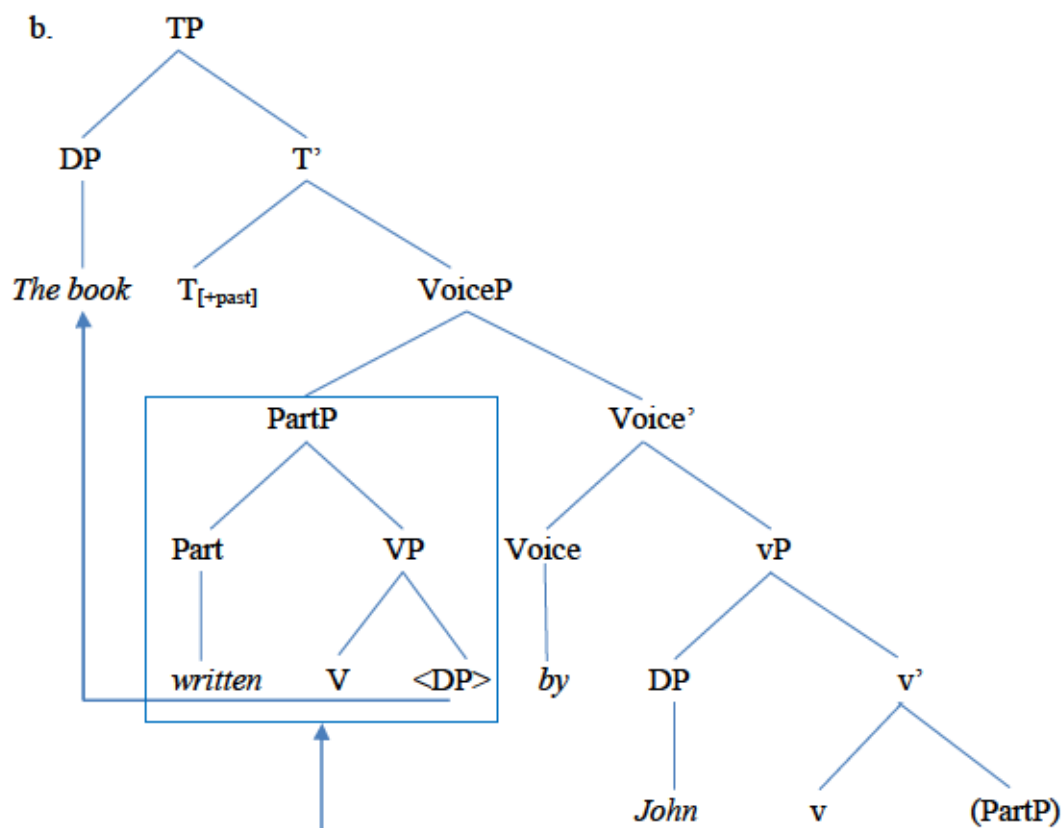 b. TP
DP T’
The book T[+past] VoiceP
PartP Voice’
Part VP Voice vP
written V <DP> by DP v’
John v (PartP)